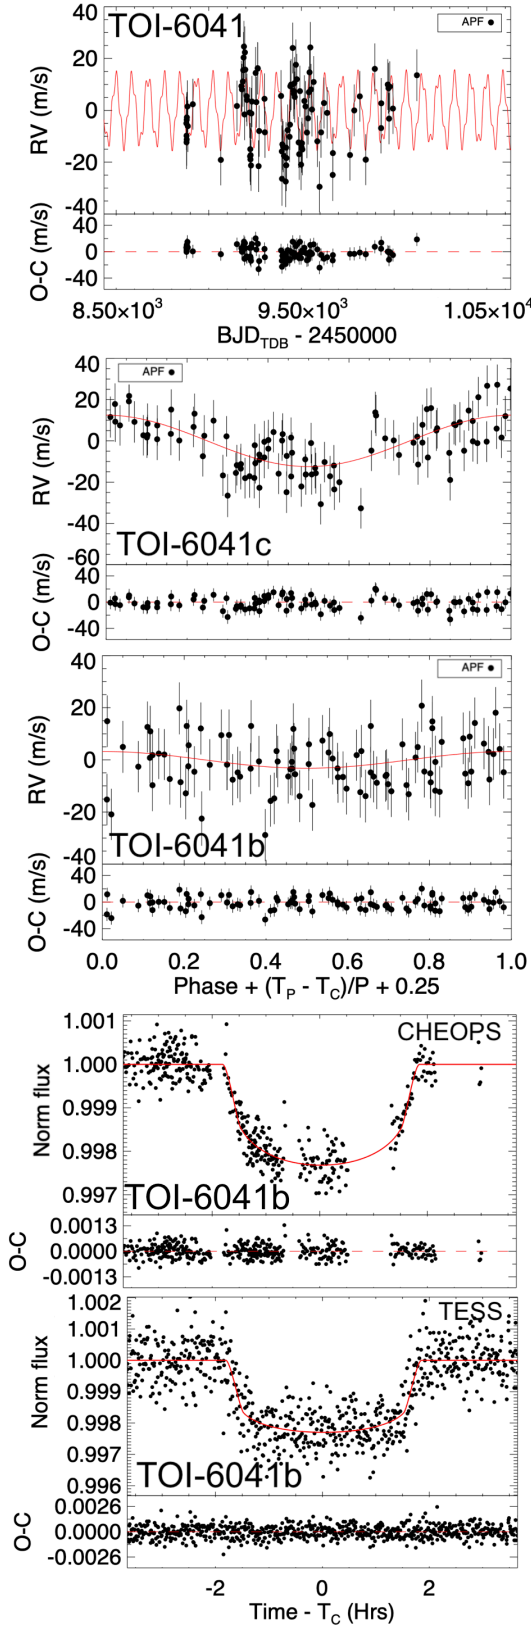 TOI-6041
APF
40
20
0
-20
-40
RV (m/s)
40
0
-40
O-C (m/s)
8.50×10³ 9.50×10³ 1.05×10⁴
BJD_TDB - 2450000
APF
40
20
0
-20
-40
-60
RV (m/s)
TOI-6041c
40
0
-40
O-C (m/s)
APF
40
20
0
-20
-40
RV (m/s)
TOI-6041b
40
0
-40
O-C (m/s)
0.0 0.2 0.4 0.6 0.8 1.0
Phase + (T_P - T_C)/P + 0.25
CHEOPS
1.001
1.000
0.999
0.998
0.997
Norm flux
TOI-6041b
0.0013
0.0000
-0.0013
O-C
TESS
1.002
1.001
1.000
0.999
0.998
0.997
0.996
Norm flux
TOI-6041b
0.0026
0.0000
-0.0026
O-C
-2 0 2
Time - T_C (Hrs)